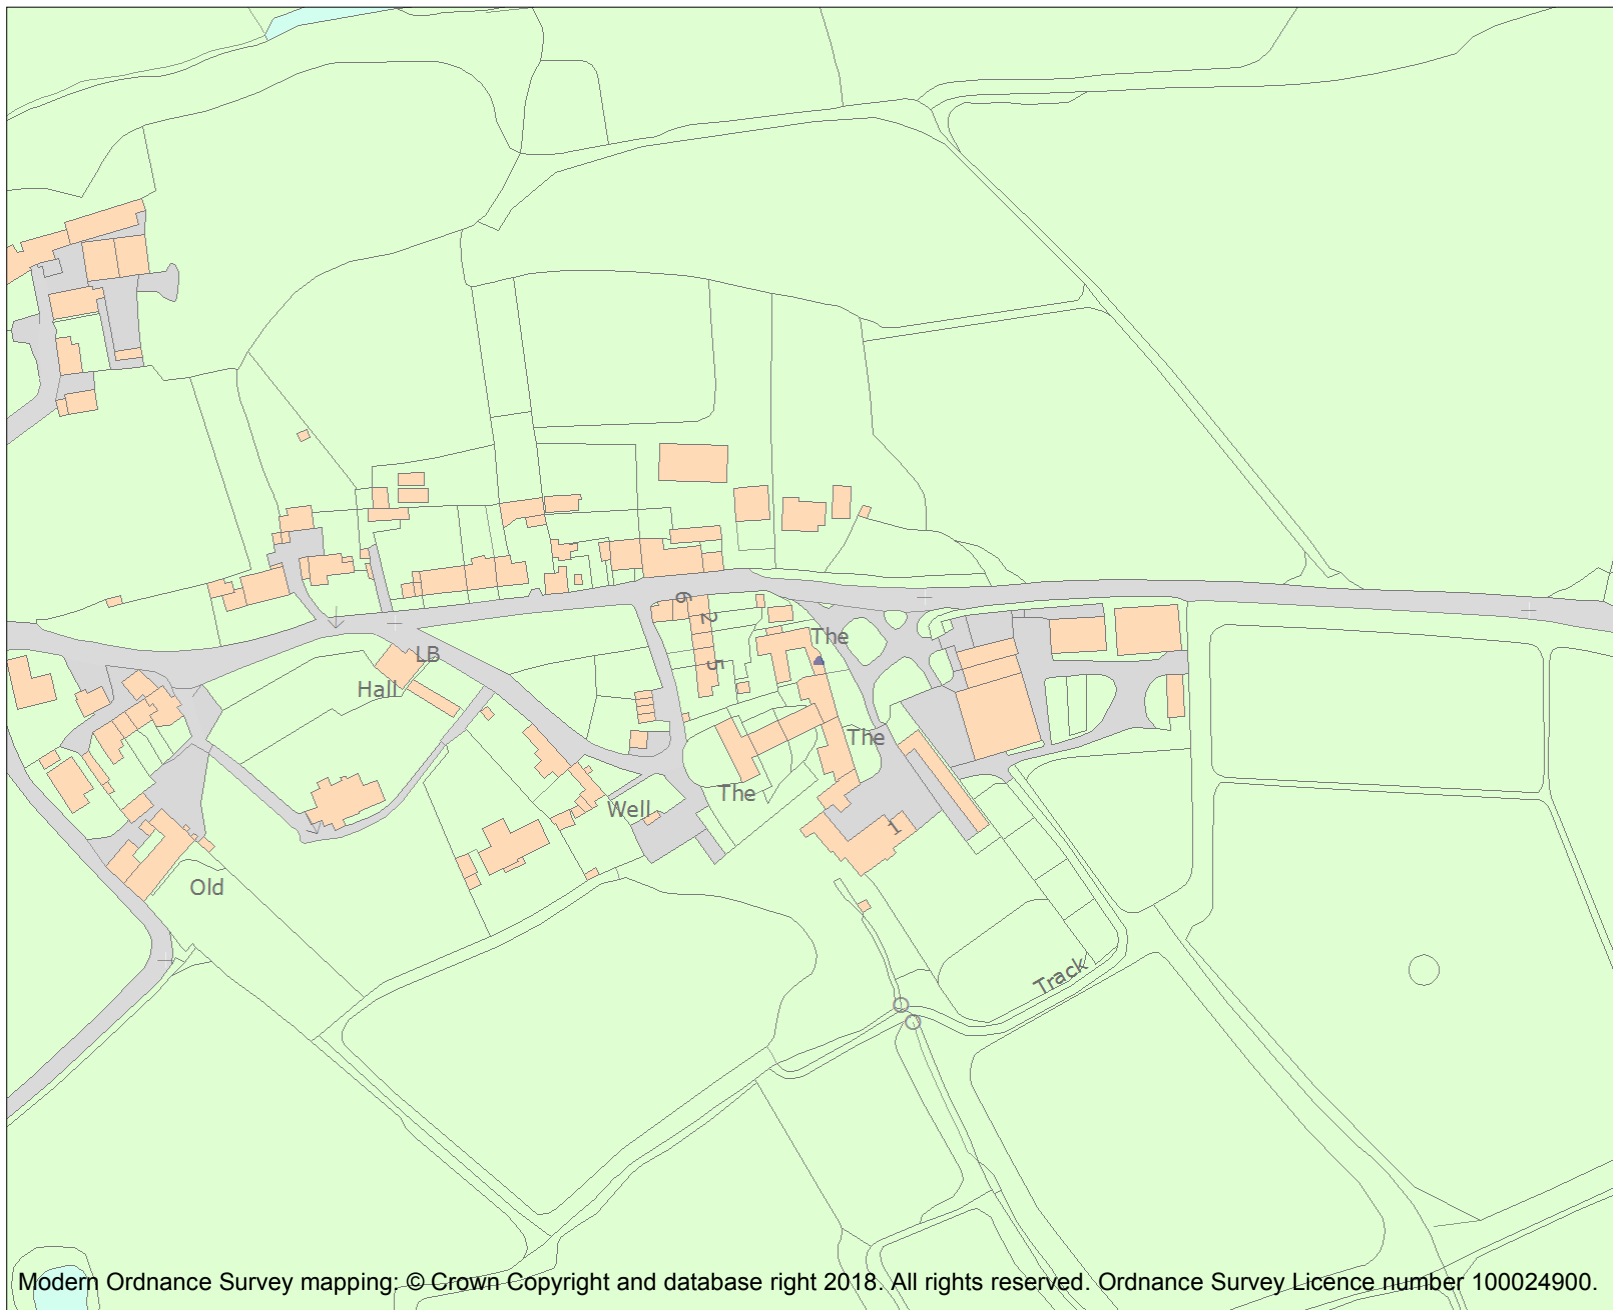 6
2
The
LB
5
Hall
The
The
Well
1
Old
Track
Modern Ordnance Survey mapping: © Crown Copyright and database right 2018. All rights reserved. Ordnance Survey Licence number 100024900.